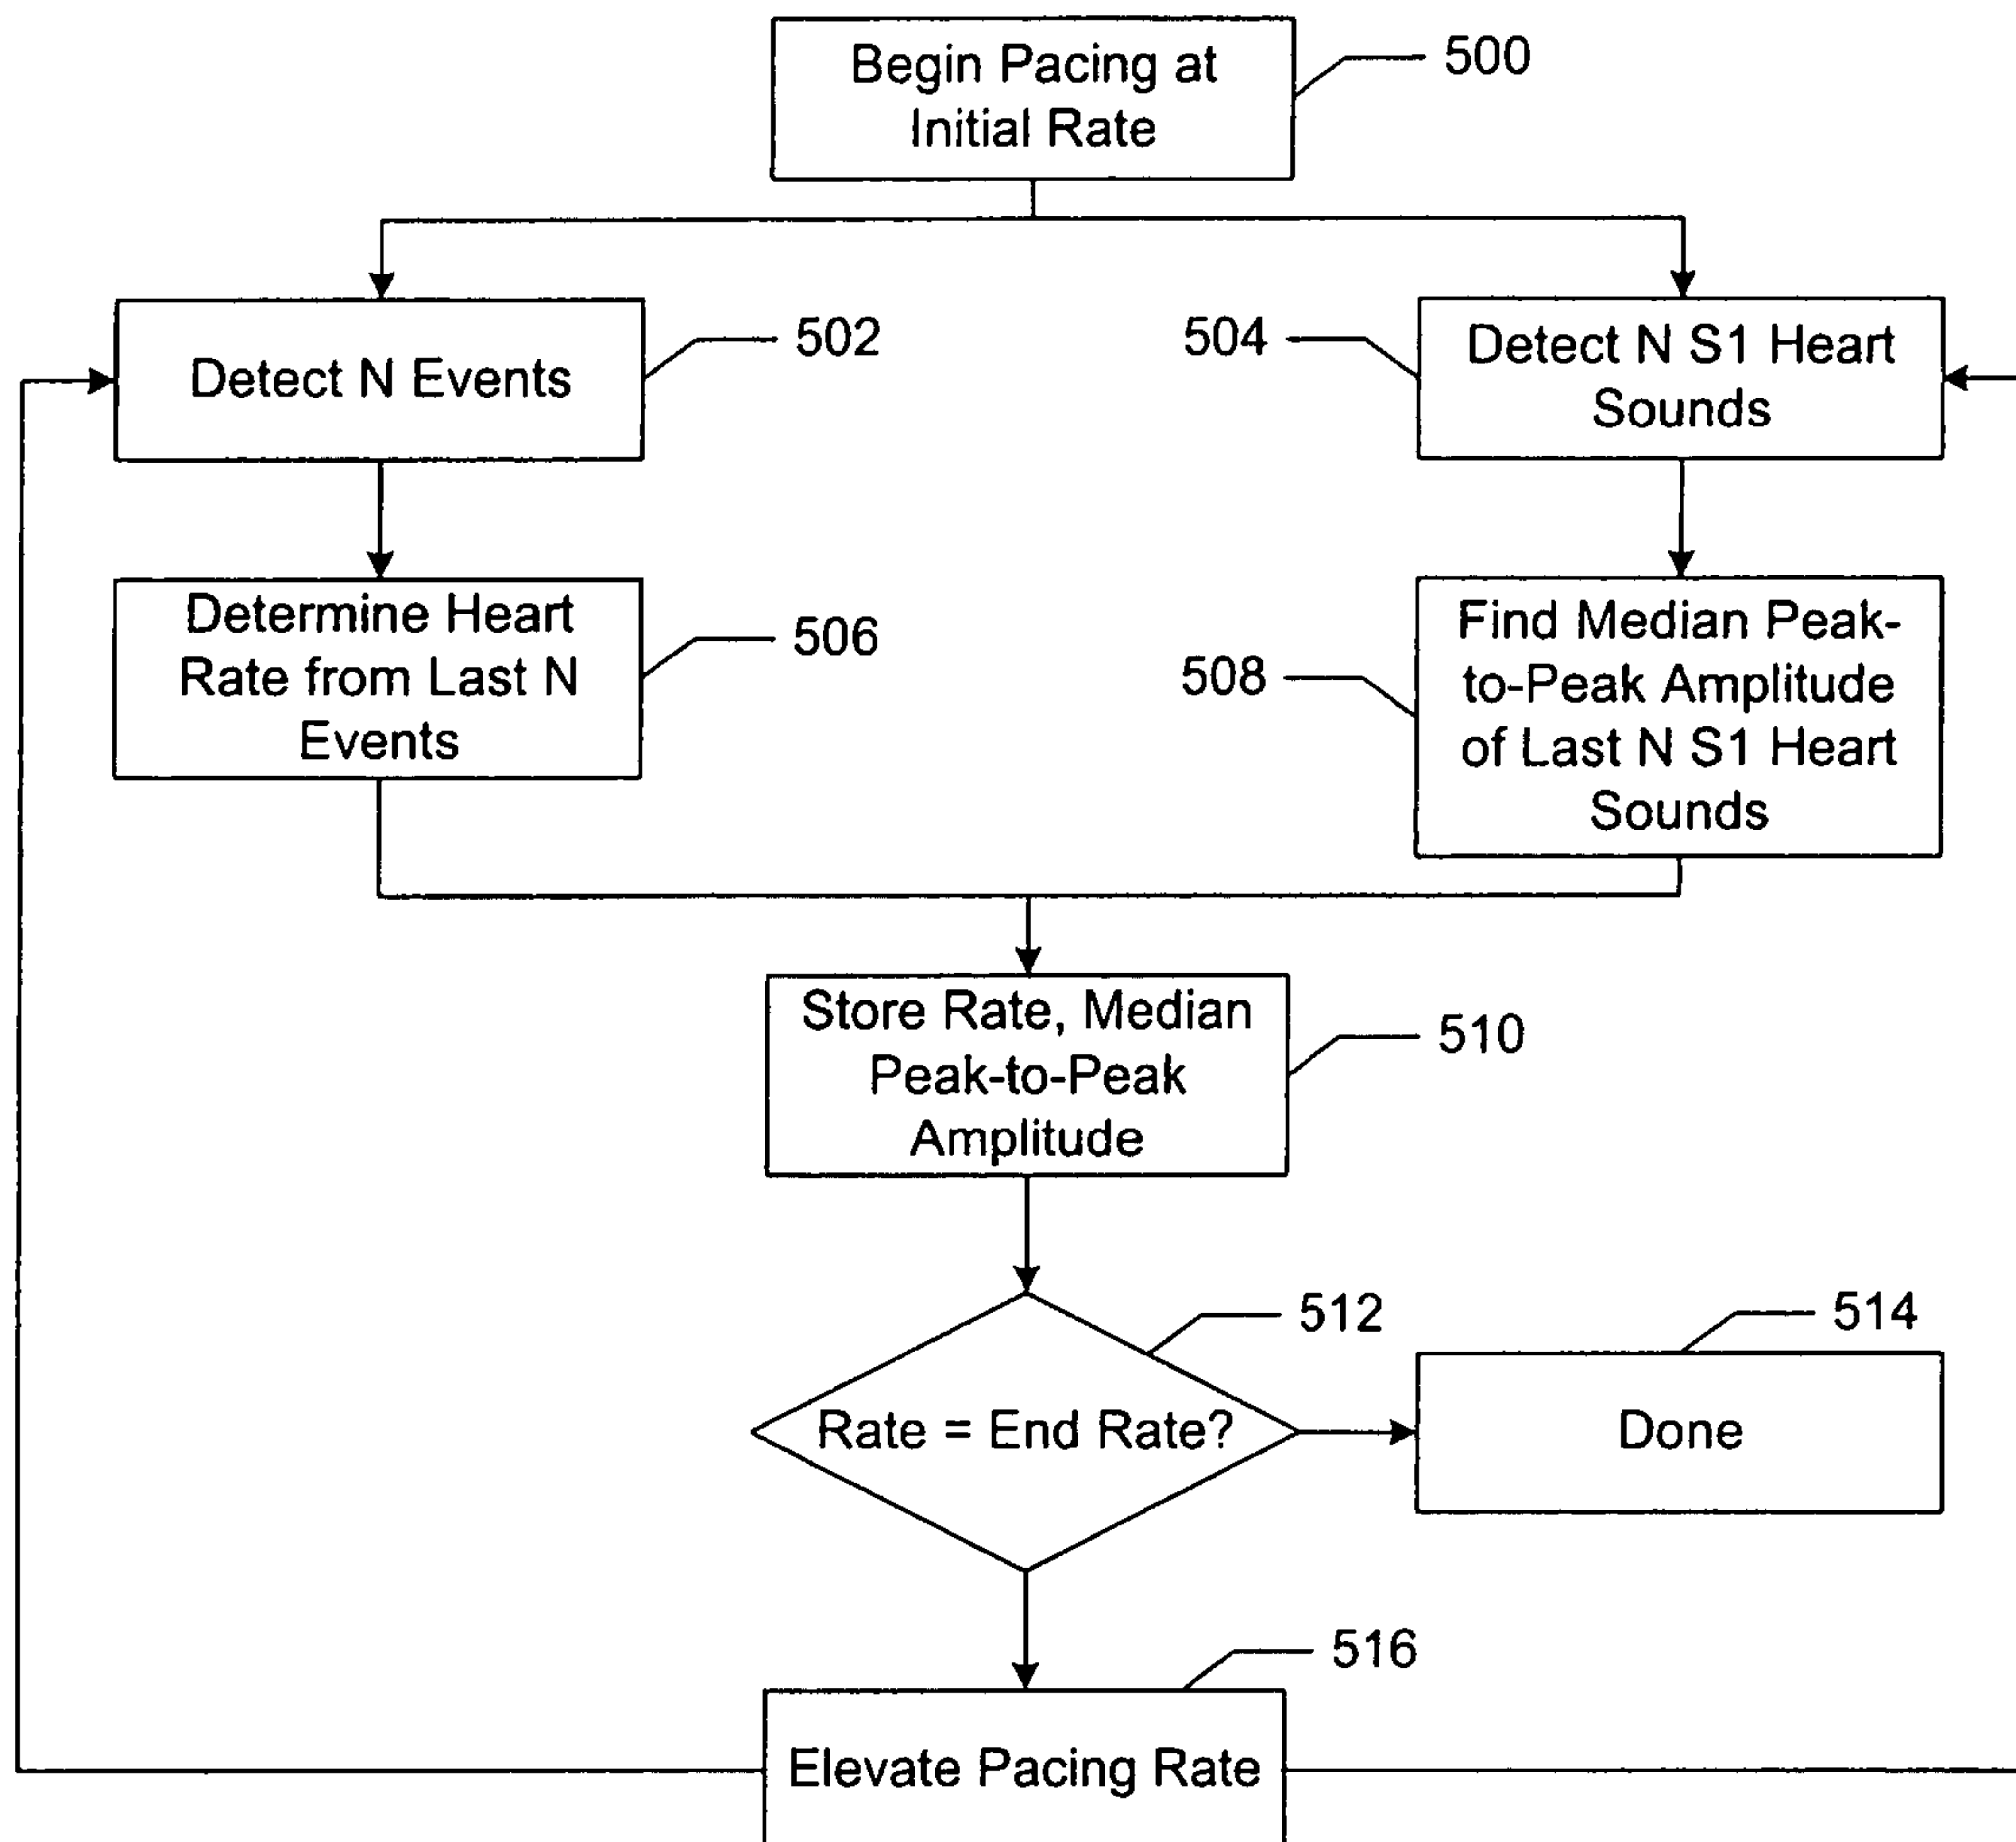 Begin Pacing at
Initial Rate
500
Detect N Events
502
504
Detect N S1 Heart
Sounds
Determine Heart
Rate from Last N
Events
506
508
Find Median Peak-
to-Peak Amplitude
of Last N S1 Heart
Sounds
Store Rate, Median
Peak-to-Peak
Amplitude
510
512
Rate = End Rate?
514
Done
516
Elevate Pacing Rate